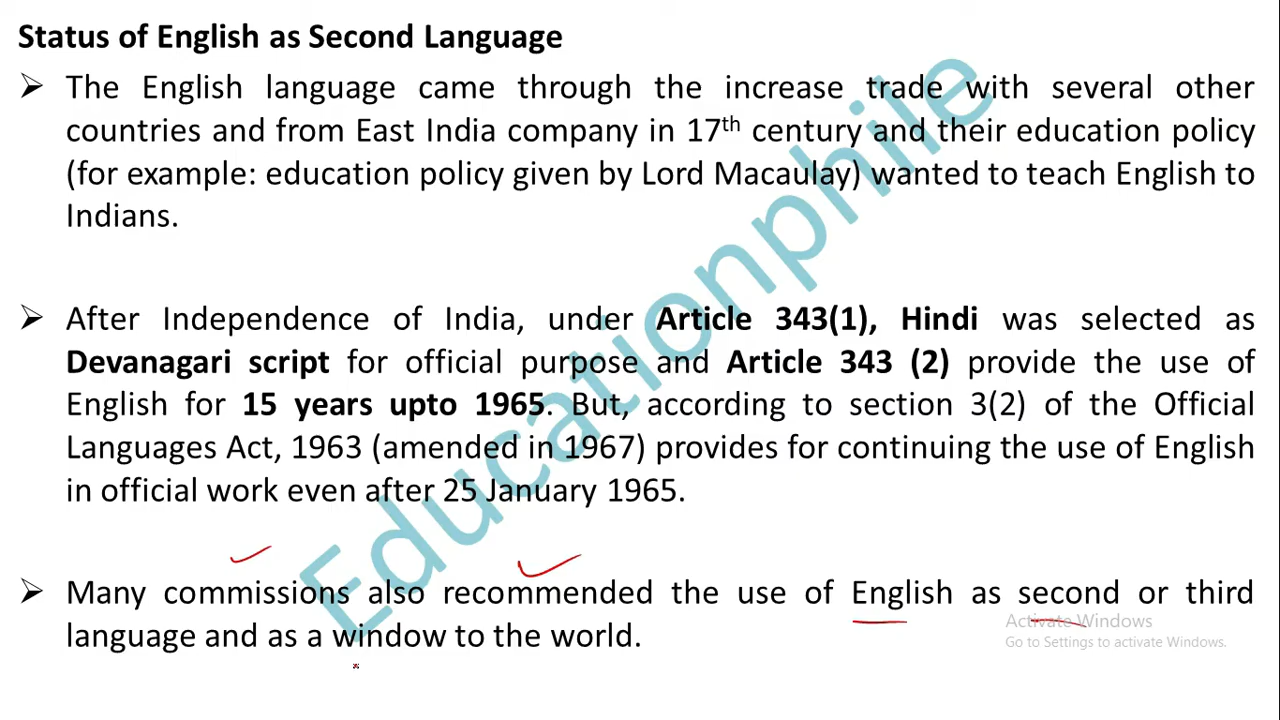 Status of English as Second Language
➢ The English language came through the increase trade with several other
countries and from East India company in 17th century and their education policy
(for example: education policy given by Lord Macaulay) wanted to teach English to
Indians.
➢ After Independence of India, under Article 343(1), Hindi was selected as
Devanagari script for official purpose and Article 343 (2) provide the use of
English for 15 years upto 1965. But, according to section 3(2) of the Official
Languages Act, 1963 (amended in 1967) provides for continuing the use of English
in official work even after 25 January 1965.
➢ Many commissions also recommended the use of English as second or third
language and as a window to the world.
Educationphile
Activate Windows
Go to Settings to activate Windows.